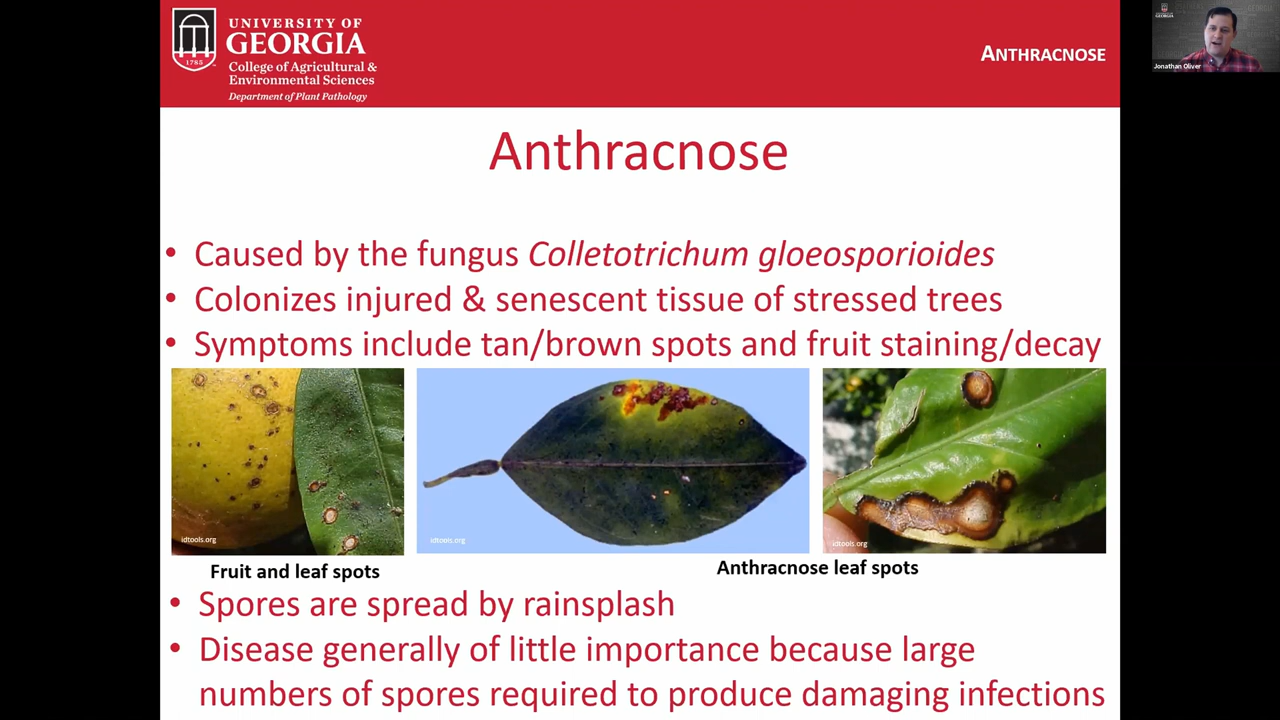 UNIVERSITY OF
GEORGIA
College of Agricultural &
Environmental Sciences
Department of Plant Pathology
1785
ANTHRACNOSE
Jonathan Oliver
Anthracnose
• Caused by the fungus Colletotrichum gloeosporioides
• Colonizes injured & senescent tissue of stressed trees
• Symptoms include tan/brown spots and fruit staining/decay
idtools.org
idtools.org
idtools.org
Fruit and leaf spots
Anthracnose leaf spots
• Spores are spread by rainsplash
• Disease generally of little importance because large
numbers of spores required to produce damaging infections